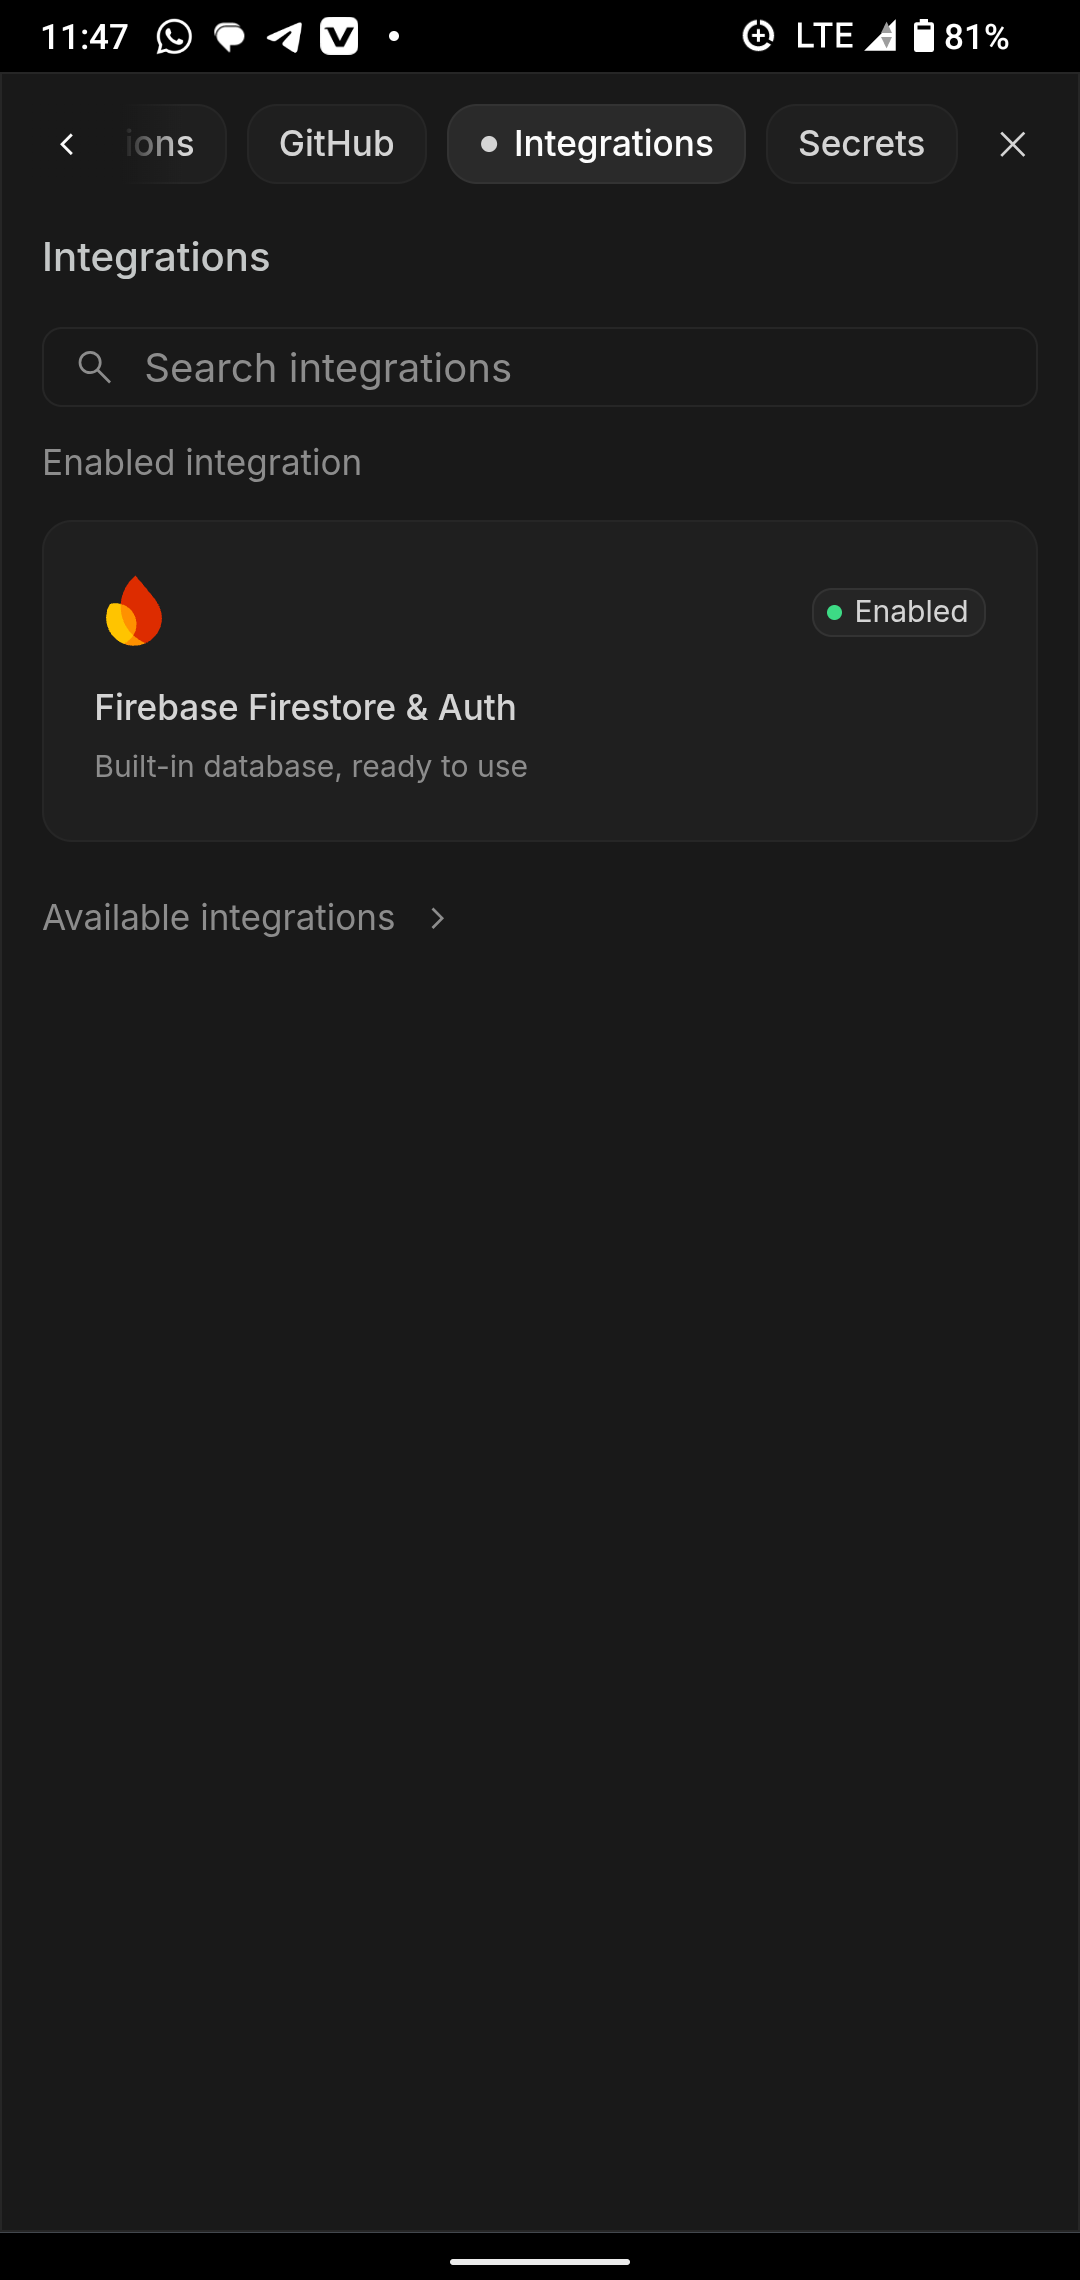 11:47 LTE 81%
ions GitHub Integrations Secrets
Integrations
Search integrations
Enabled integration
Enabled
Firebase Firestore & Auth
Built-in database, ready to use
Available integrations